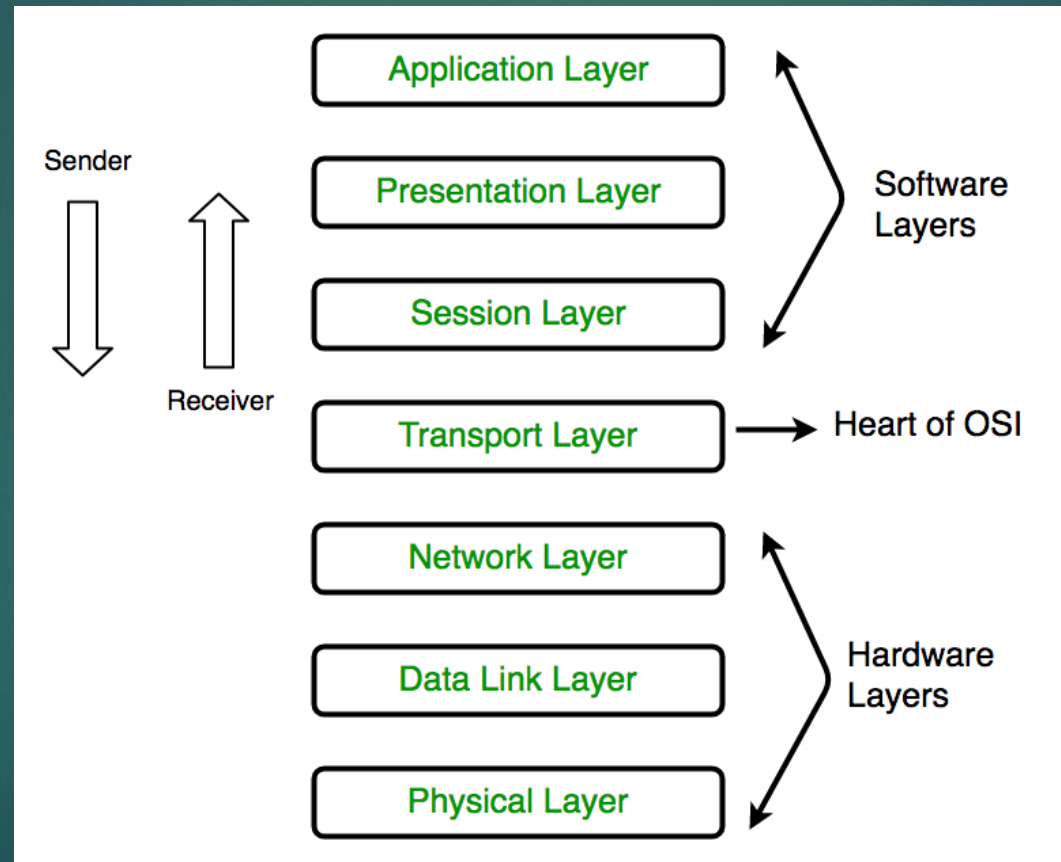 Application Layer
Sender
Presentation Layer
Software
Layers
Session Layer
Receiver
Transport Layer
Heart of OSI
Network Layer
Hardware
Layers
Data Link Layer
Physical Layer